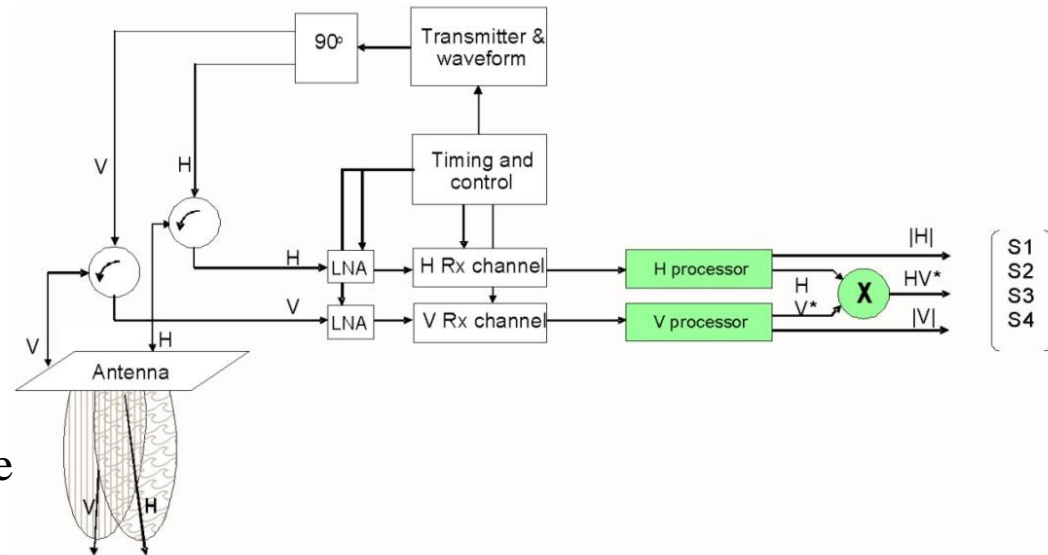 90º
Transmitter &
waveform
V
H
Timing and
control
H
LNA
H Rx channel
H processor
|H|
H
V*
X
HV*
V
LNA
V Rx channel
V processor
|V|
S1
S2
S3
S4
V
H
Antenna
e
V
H